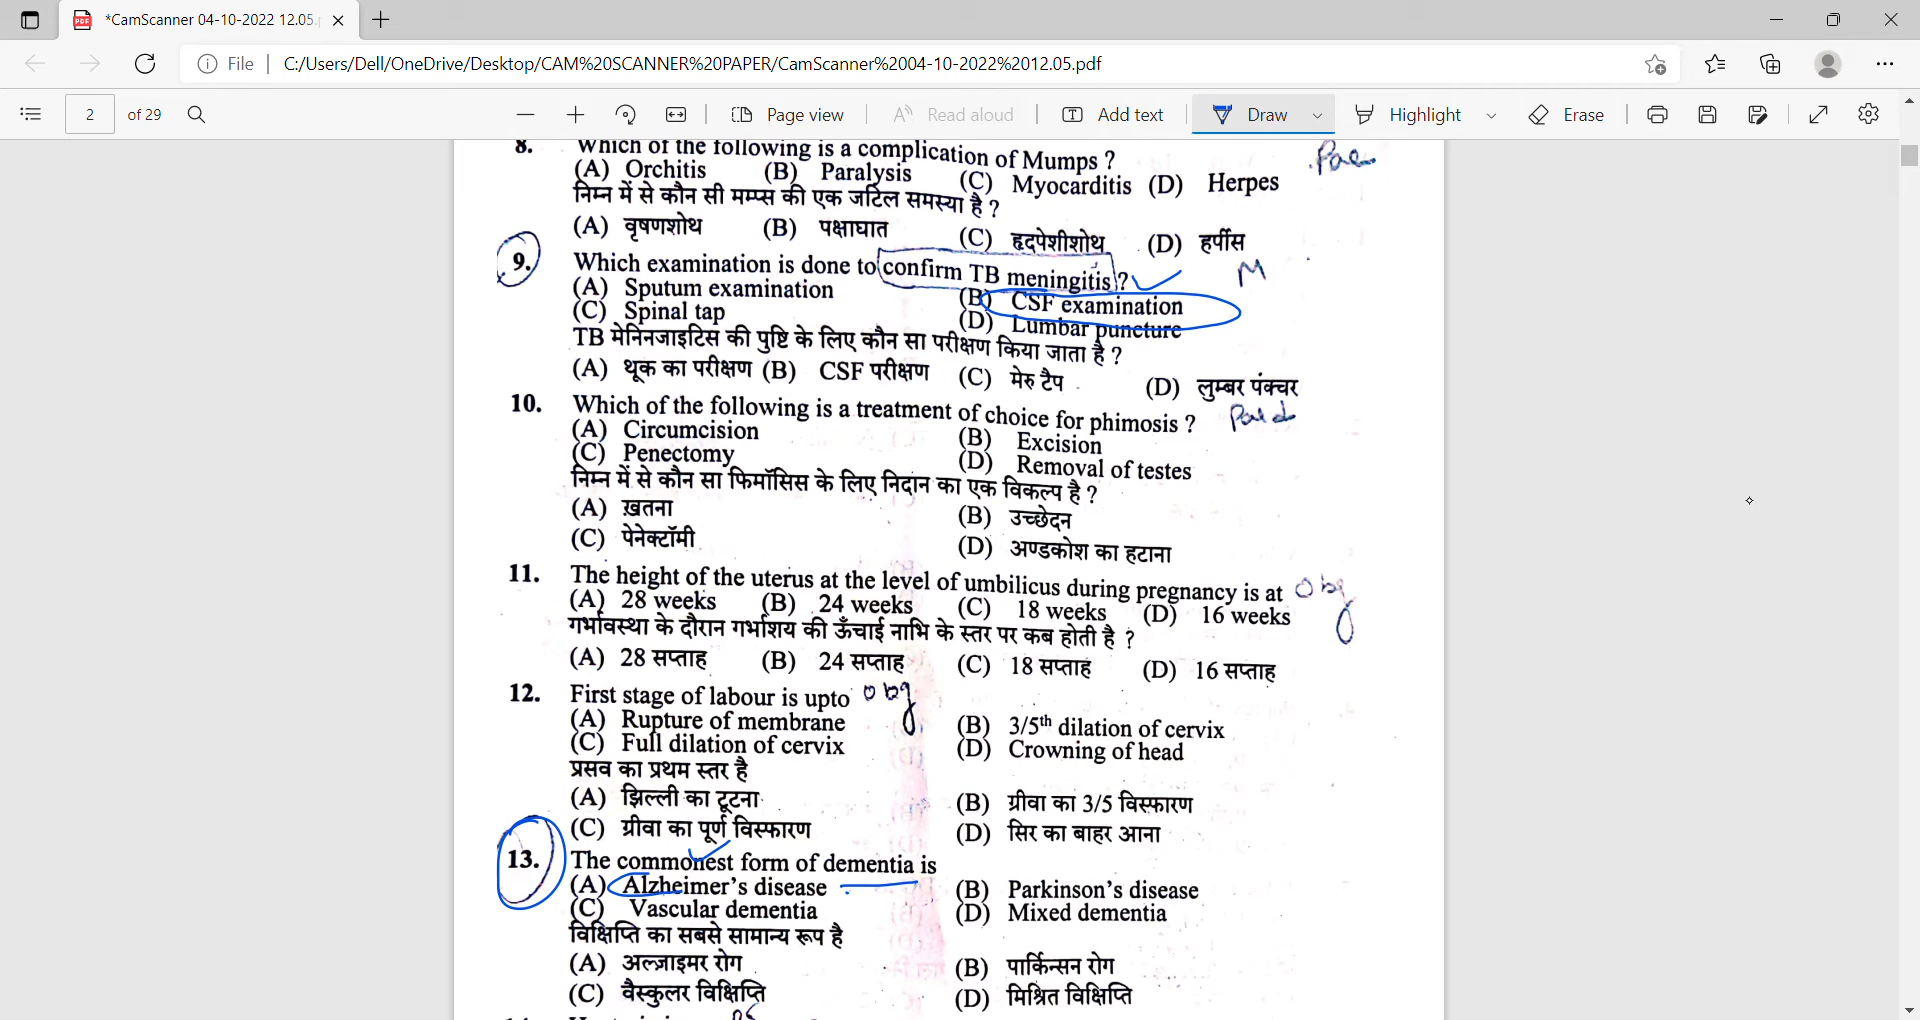 *CamScanner 04-10-2022 12.05.
File
C:/Users/Dell/OneDrive/Desktop/CAM%20SCANNER%20PAPER/CamScanner%2004-10-2022%2012.05.pdf
2 of 29
Page view
Read aloud
Add text
Draw
Highlight
Erase
8. Which of the following is a complication of Mumps ?
(A) Orchitis (B) Paralysis (C) Myocarditis (D) Herpes
निम्न में से कौन सी मम्प्स की एक जटिल समस्या है ?
(A) वृषणशोथ (B) पक्षाघात (C) हृदपेशीशोथ (D) हर्पीस
9. Which examination is done to confirm TB meningitis ?
M
(A) Sputum examination (B) CSF examination
(C) Spinal tap (D) Lumbar puncture
TB मेनिनजाइटिस की पुष्टि के लिए कौन सा परीक्षण किया जाता है ?
(A) थूक का परीक्षण (B) CSF परीक्षण (C) मेरु टैप (D) लुम्बर पंक्चर
10. Which of the following is a treatment of choice for phimosis ?
(A) Circumcision (B) Excision
(C) Penectomy (D) Removal of testes
निम्न में से कौन सा फिमॉसिस के लिए निदान का एक विकल्प है ?
(A) ख़तना (B) उच्छेदन
(C) पेनेक्टॉमी (D) अण्डकोश का हटाना
11. The height of the uterus at the level of umbilicus during pregnancy is at obg
(A) 28 weeks (B) 24 weeks (C) 18 weeks (D) 16 weeks
गर्भावस्था के दौरान गर्भाशय की ऊँचाई नाभि के स्तर पर कब होती है ?
(A) 28 सप्ताह (B) 24 सप्ताह (C) 18 सप्ताह (D) 16 सप्ताह
12. First stage of labour is upto obg
(A) Rupture of membrane (B) 3/5th dilation of cervix
(C) Full dilation of cervix (D) Crowning of head
प्रसव का प्रथम स्तर है
(A) झिल्ली का टूटना (B) ग्रीवा का 3/5 विस्फारण
(C) ग्रीवा का पूर्ण विस्फारण (D) सिर का बाहर आना
13. The commonest form of dementia is
(A) Alzheimer's disease (B) Parkinson's disease
(C) Vascular dementia (D) Mixed dementia
विक्षिप्ति का सबसे सामान्य रूप है
(A) अल्ज़ाइमर रोग (B) पार्किन्सन रोग
(C) वैस्कुलर विक्षिप्ति (D) मिश्रित विक्षिप्ति